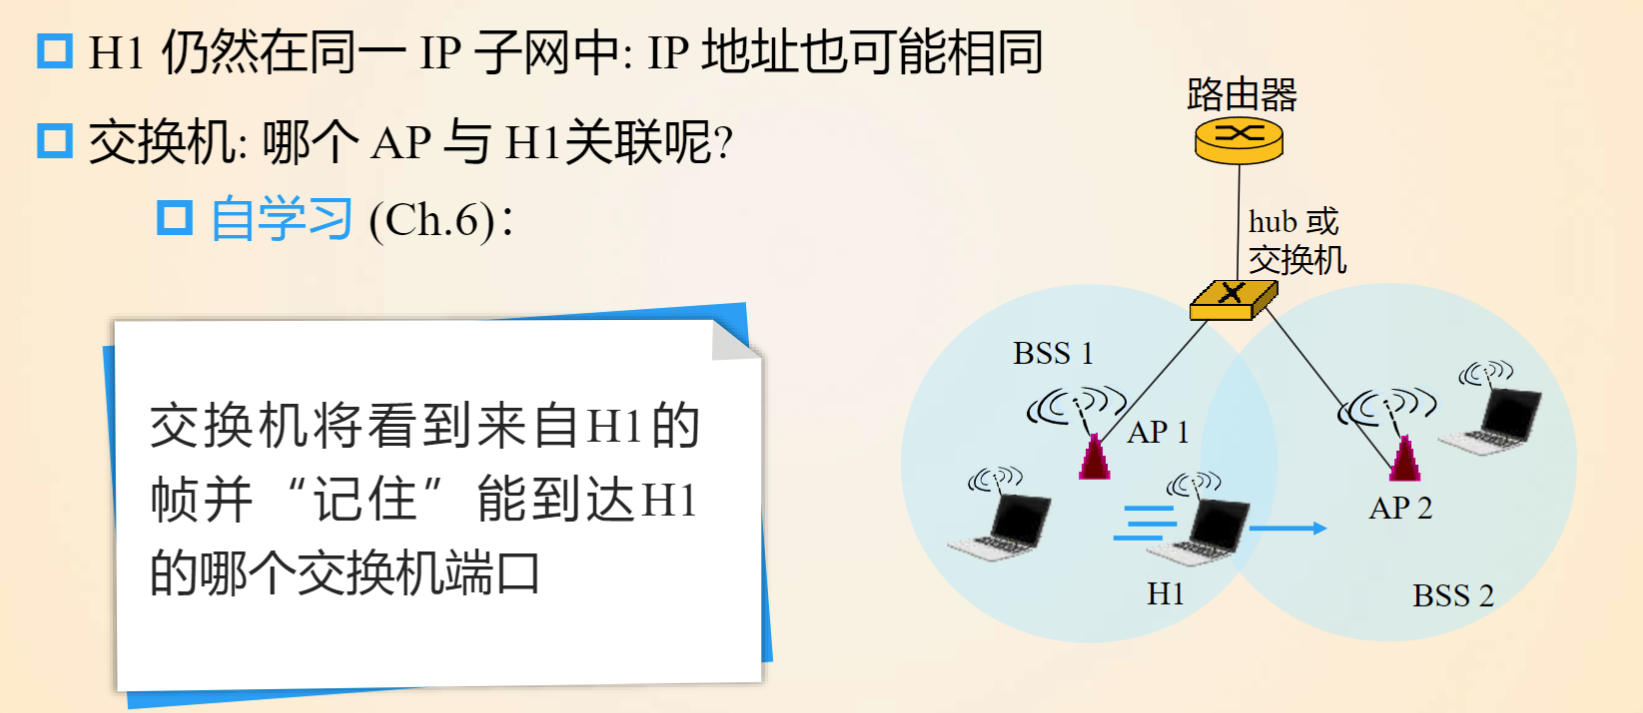 H1 仍然在同一 IP 子网中: IP 地址也可能相同
交换机: 哪个 AP 与 H1关联呢?
自学习 (Ch.6)：
交换机将看到来自H1的
帧并“记住”能到达H1
的哪个交换机端口
路由器
hub 或
交换机
BSS 1
AP 1
AP 2
H1
BSS 2